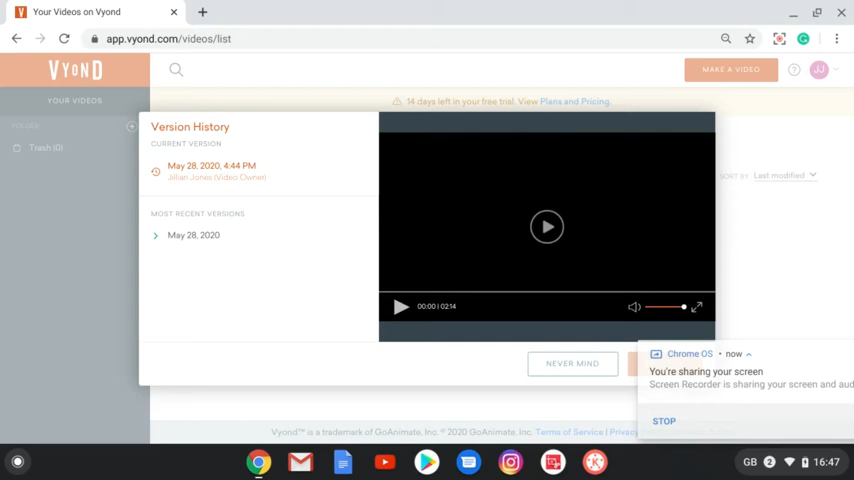 Your Videos on Vyond
app.vyond.com/videos/list
VYOND
MAKE A VIDEO
JJ
YOUR VIDEOS
14 days left in your free trial. View Plans and Pricing.
Version History
CURRENT VERSION
May 28, 2020, 4:44 PM
Jillian Jones (Video Owner)
Trash (0)
SORT BY: Last modified
MOST RECENT VERSIONS
May 28, 2020
00:00 | 02:14
NEVER MIND
Chrome OS • now
You're sharing your screen
Screen Recorder is sharing your screen and aud
STOP
Vyond™ is a trademark of GoAnimate, Inc. © 2020 GoAnimate, Inc. Terms of Service | Privacy
GB 2 16:47